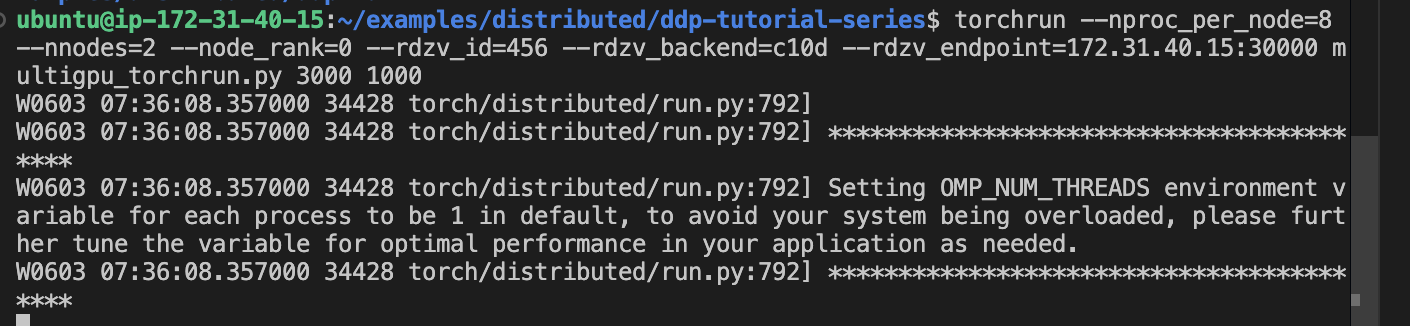 ubuntu@ip-172-31-40-15:~/examples/distributed/ddp-tutorial-series$ torchrun --nproc_per_node=8
--nnodes=2 --node_rank=0 --rdzv_id=456 --rdzv_backend=c10d --rdzv_endpoint=172.31.40.15:30000 m
ultigpu_torchrun.py 3000 1000
W0603 07:36:08.357000 34428 torch/distributed/run.py:792]
W0603 07:36:08.357000 34428 torch/distributed/run.py:792] *************************************
****
W0603 07:36:08.357000 34428 torch/distributed/run.py:792] Setting OMP_NUM_THREADS environment v
ariable for each process to be 1 in default, to avoid your system being overloaded, please furt
her tune the variable for optimal performance in your application as needed.
W0603 07:36:08.357000 34428 torch/distributed/run.py:792] *************************************
****